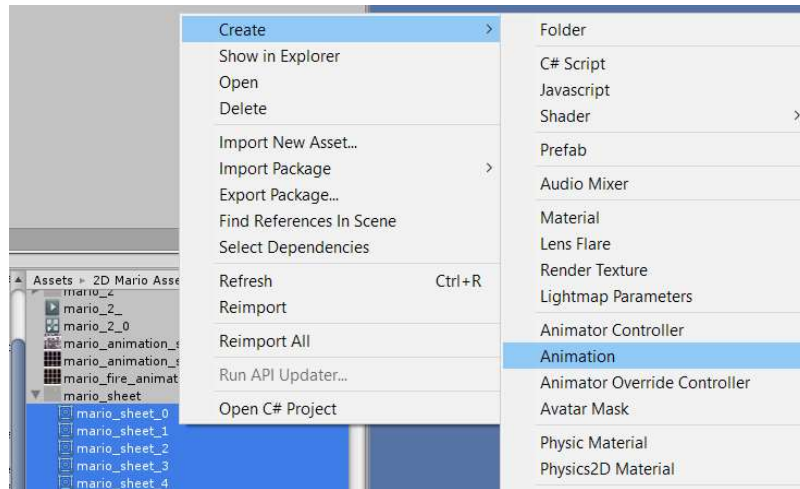 Create
Show in Explorer
Open
Delete
Import New Asset...
Import Package
Export Package...
Find References In Scene
Select Dependencies
Refresh Ctrl+R
Reimport
Reimport All
Run API Updater...
Open C# Project
Folder
C# Script
Javascript
Shader
Prefab
Audio Mixer
Material
Lens Flare
Render Texture
Lightmap Parameters
Animator Controller
Animation
Animator Override Controller
Avatar Mask
Physic Material
Physics2D Material
Assets ▸ 2D Mario Asse
mario_2
mario_2_
mario_2_0
mario_animation_s
mario_animation_s
mario_fire_animat
mario_sheet
mario_sheet_0
mario_sheet_1
mario_sheet_2
mario_sheet_3
mario_sheet_4